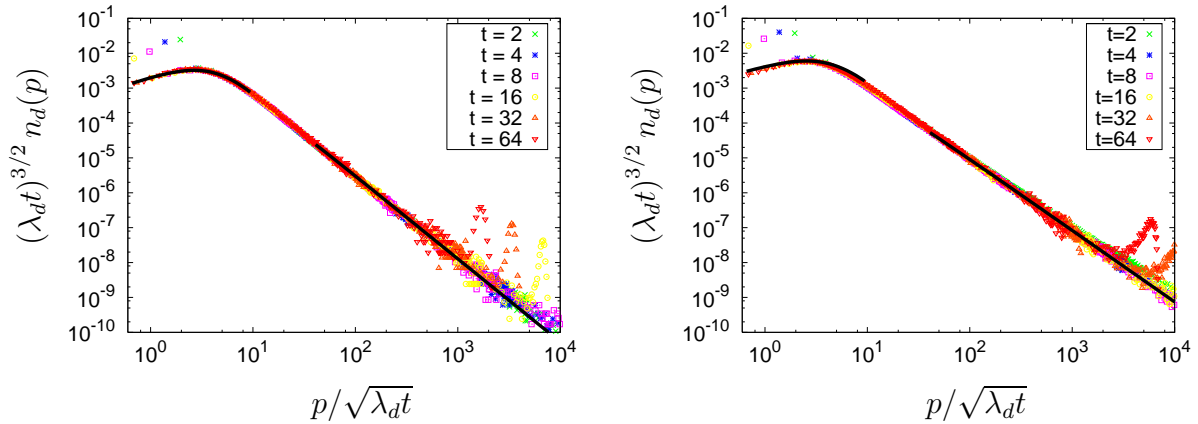 10^{-1}
10^{-2}
10^{-3}
10^{-4}
10^{-5}
10^{-6}
10^{-7}
10^{-8}
10^{-9}
10^{-10}
10^0 10^1 10^2 10^3 10^4
(λ_d t)^{3/2} n_d(p)
p/√λ_d t
t = 2
t = 4
t = 8
t = 16
t = 32
t = 64
10^{-1}
10^{-2}
10^{-3}
10^{-4}
10^{-5}
10^{-6}
10^{-7}
10^{-8}
10^{-9}
10^{-10}
10^0 10^1 10^2 10^3 10^4
(λ_d t)^{3/2} n_d(p)
p/√λ_d t
t=2
t=4
t=8
t=16
t=32
t=64